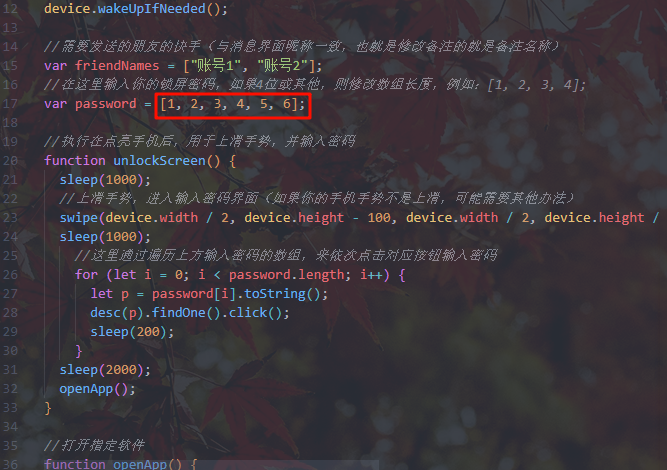 12 device.wakeUpIfNeeded();
13
14 //需要发送的朋友的快手（与消息界面昵称一致，也就是修改备注的就是备注名称）
15 var friendNames = ["账号1", "账号2"];
16 //在这里输入你的锁屏密码，如果4位或其他，则修改数组长度，例如：[1, 2, 3, 4];
17 var password = [1, 2, 3, 4, 5, 6];
18
19 //执行在点亮手机后，用于上滑手势，并输入密码
20 function unlockScreen() {
21 sleep(1000);
22 //上滑手势，进入输入密码界面（如果你的手机手势不是上滑，可能需要其他办法）
23 swipe(device.width / 2, device.height - 100, device.width / 2, device.height /
24 sleep(1000);
25 //这里通过遍历上方输入密码的数组，来依次点击对应按钮输入密码
26 for (let i = 0; i < password.length; i++) {
27 let p = password[i].toString();
28 desc(p).findOne().click();
29 sleep(200);
30 }
31 sleep(2000);
32 openApp();
33 }
34
35 //打开指定软件
36 function openApp() {